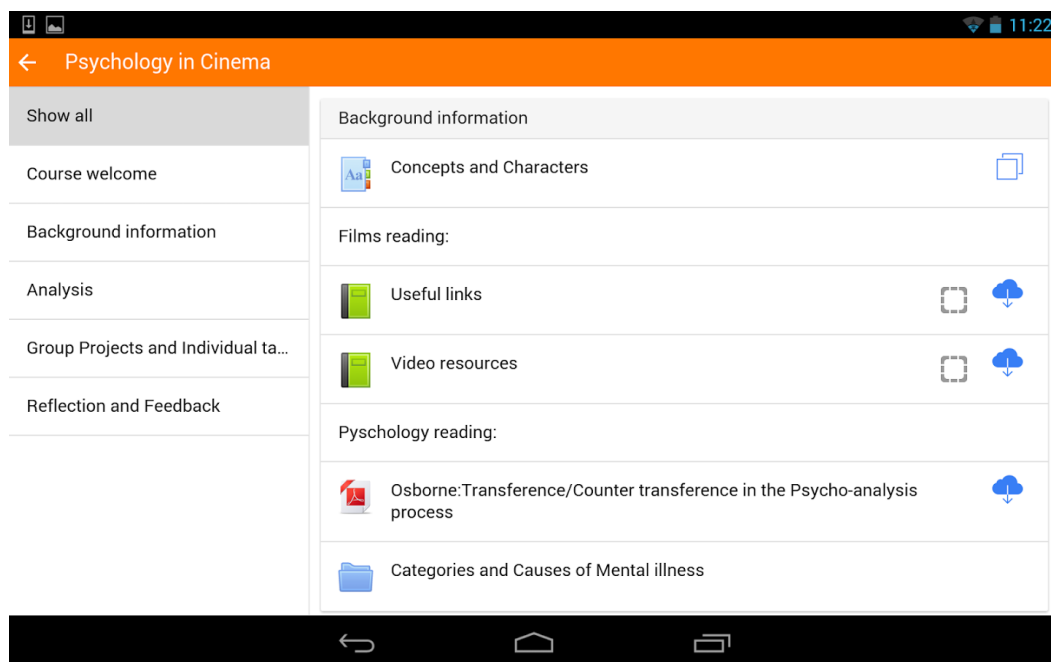 11:22
Psychology in Cinema
Show all
Course welcome
Background information
Analysis
Group Projects and Individual ta...
Reflection and Feedback
Background information
Aa
Concepts and Characters
Films reading:
Useful links
Video resources
Pyschology reading:
Osborne:Transference/Counter transference in the Psycho-analysis
process
Categories and Causes of Mental illness